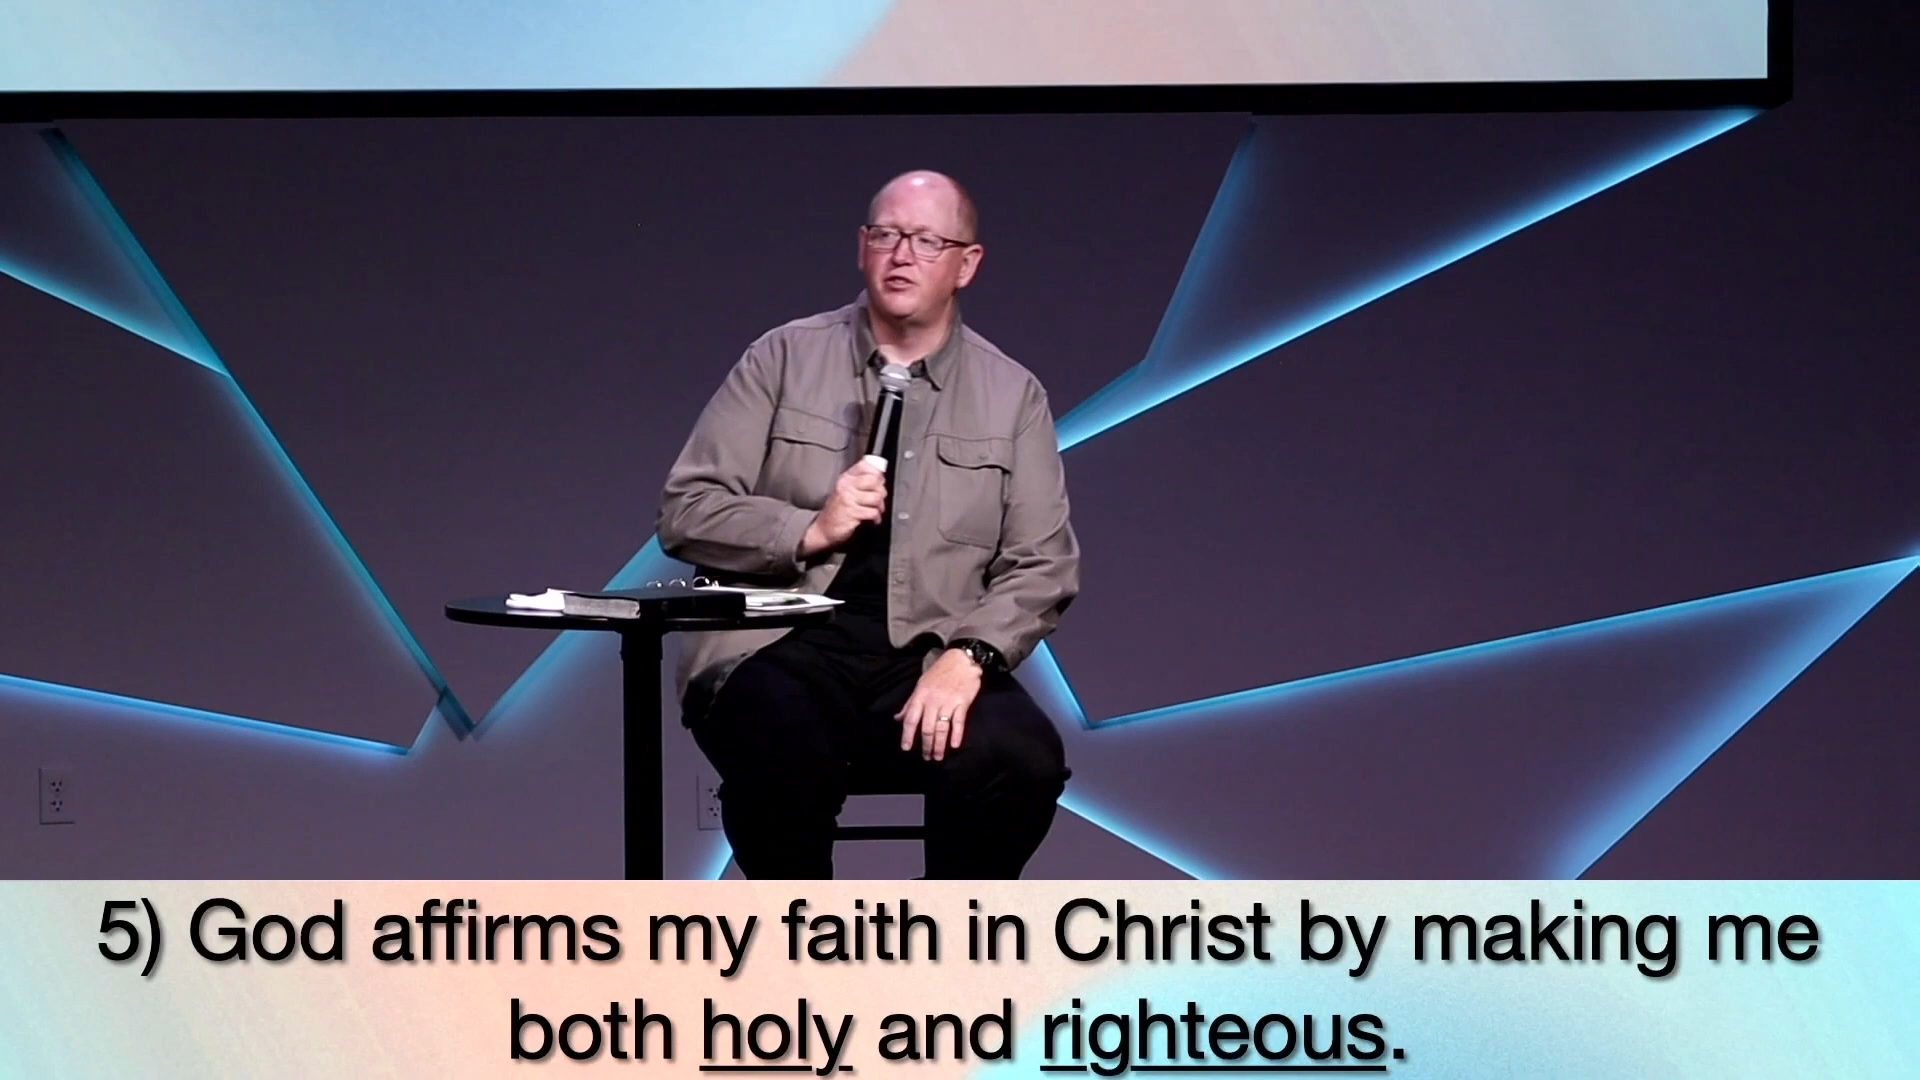 5) God affirms my faith in Christ by making me
both holy and righteous.